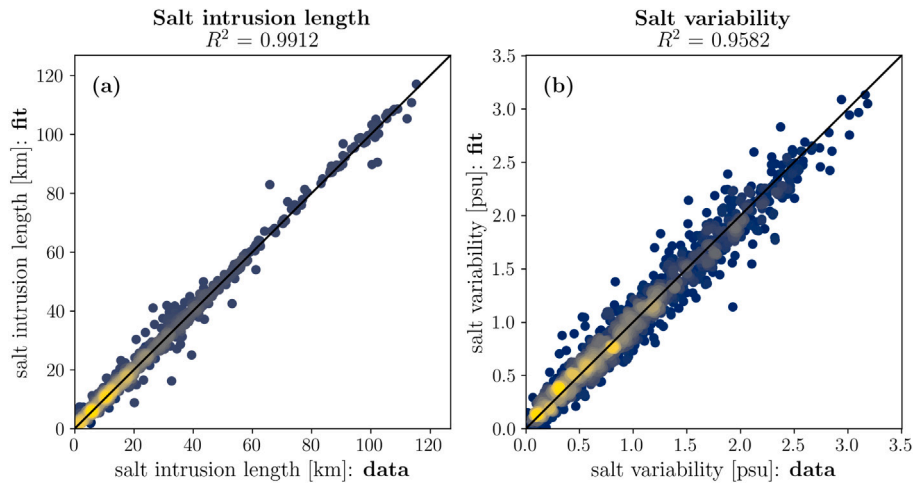 Salt intrusion length
R² = 0.9912
(a)
salt intrusion length [km]: fit
120
100
80
60
40
20
0
0 20 40 60 80 100 120
salt intrusion length [km]: data
Salt variability
R² = 0.9582
(b)
salt variability [psu]: fit
3.5
3.0
2.5
2.0
1.5
1.0
0.5
0.0
0.0 0.5 1.0 1.5 2.0 2.5 3.0 3.5
salt variability [psu]: data